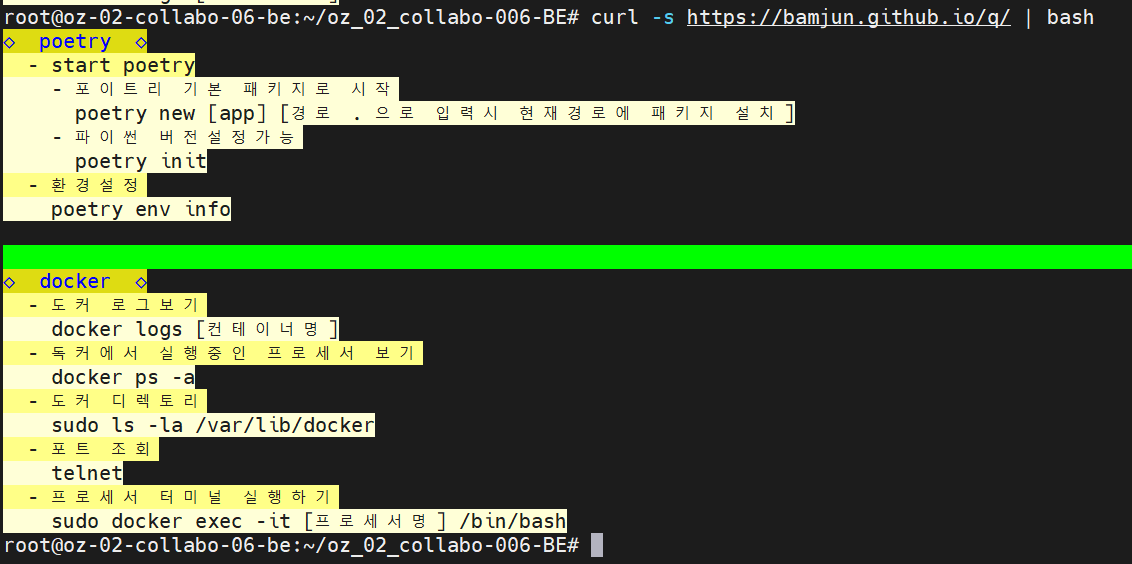 root@oz-02-collabo-06-be:~/oz_02_collabo-006-BE# curl -s https://bamjun.github.io/q/ | bash
◇  poetry  ◇
  - start poetry
    - 포이트리 기본 패키지로 시작
      poetry new [app] [경로 . 으로 입력시 현재경로에 패키지 설치]
    - 파이썬 버전설정가능
      poetry init
  - 환경설정
    poetry env info
◇  docker  ◇
  - 도커 로그보기
    docker logs [컨테이너명]
  - 독커에서 실행중인 프로세서 보기
    docker ps -a
  - 도커 디렉토리
    sudo ls -la /var/lib/docker
  - 포트 조회
    telnet
  - 프로세서 터미널 실행하기
    sudo docker exec -it [프로세서명] /bin/bash
root@oz-02-collabo-06-be:~/oz_02_collabo-006-BE#